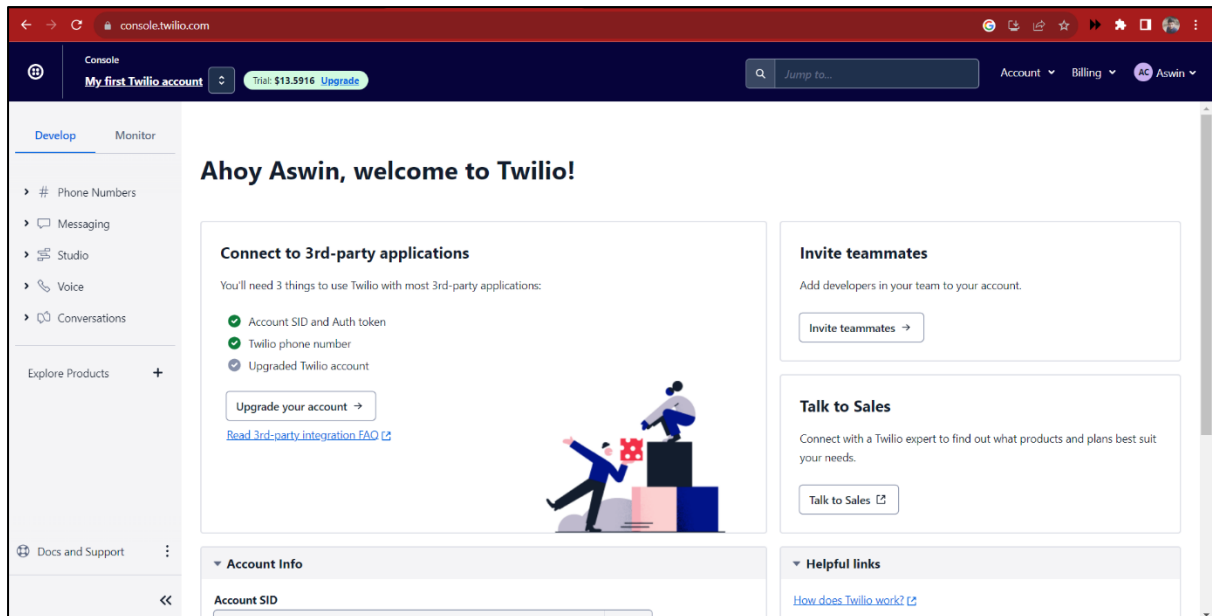 console.twilio.com
Console
My first Twilio account
Trial: $13.5916 Upgrade
Jump to...
Account
Billing
AC Aswin
Develop
Monitor
# Phone Numbers
Messaging
Studio
Voice
Conversations
Explore Products +
Docs and Support
Ahoy Aswin, welcome to Twilio!
Connect to 3rd-party applications
You'll need 3 things to use Twilio with most 3rd-party applications:
Account SID and Auth token
Twilio phone number
Upgraded Twilio account
Upgrade your account →
Read 3rd-party integration FAQ
Invite teammates
Add developers in your team to your account.
Invite teammates →
Talk to Sales
Connect with a Twilio expert to find out what products and plans best suit
your needs.
Talk to Sales
Account Info
Account SID
Helpful links
How does Twilio work?